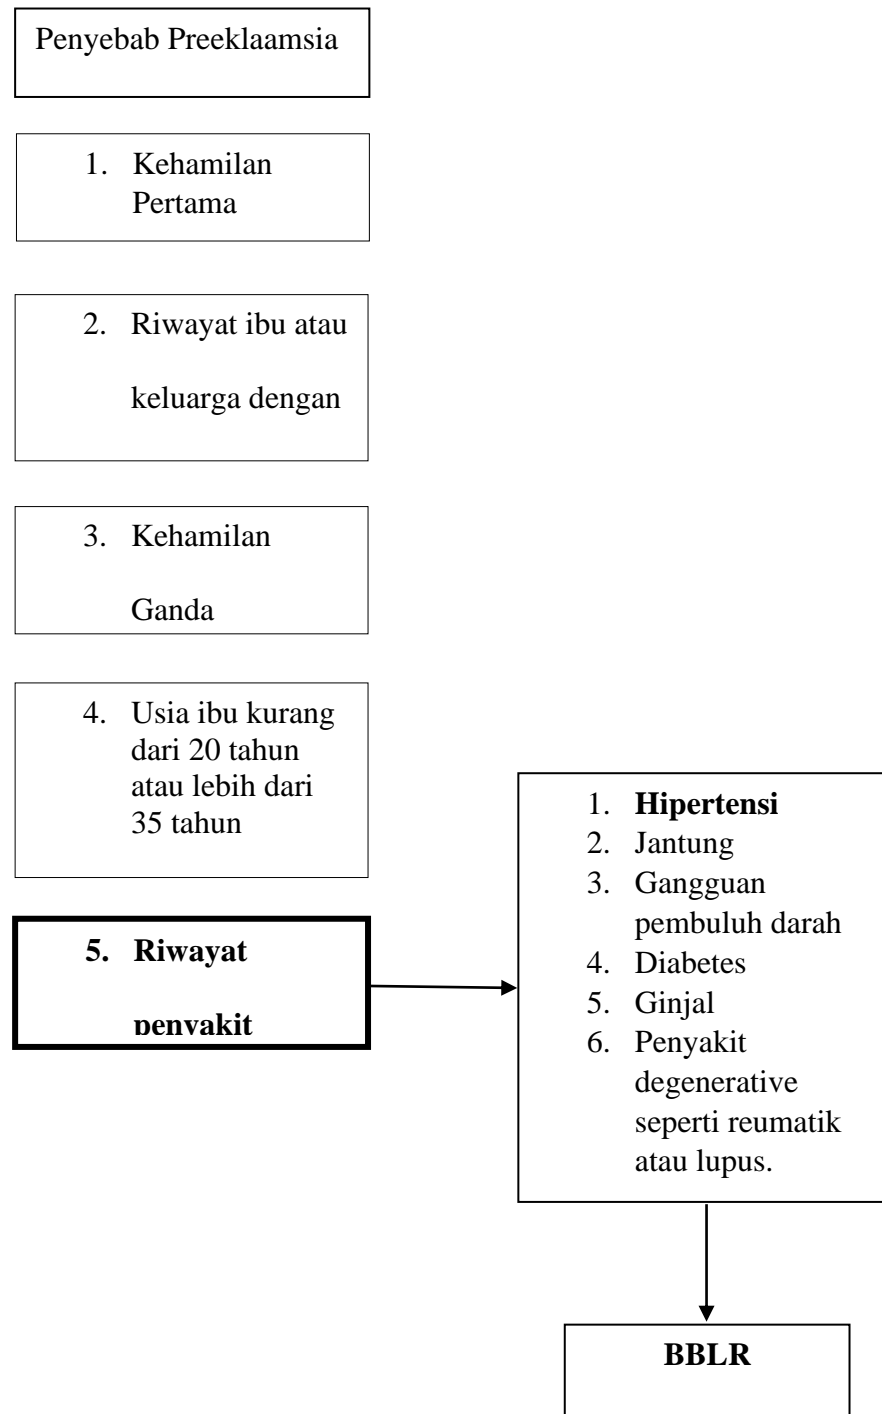 Penyebab Preeklaamsia
1. Kehamilan
Pertama
2. Riwayat ibu atau
keluarga dengan
3. Kehamilan
Ganda
4. Usia ibu kurang
dari 20 tahun
atau lebih dari
35 tahun
5. Riwayat
penyakit
1. Hipertensi
2. Jantung
3. Gangguan
pembuluh darah
4. Diabetes
5. Ginjal
6. Penyakit
degenerative
seperti reumatik
atau lupus.
BBLR